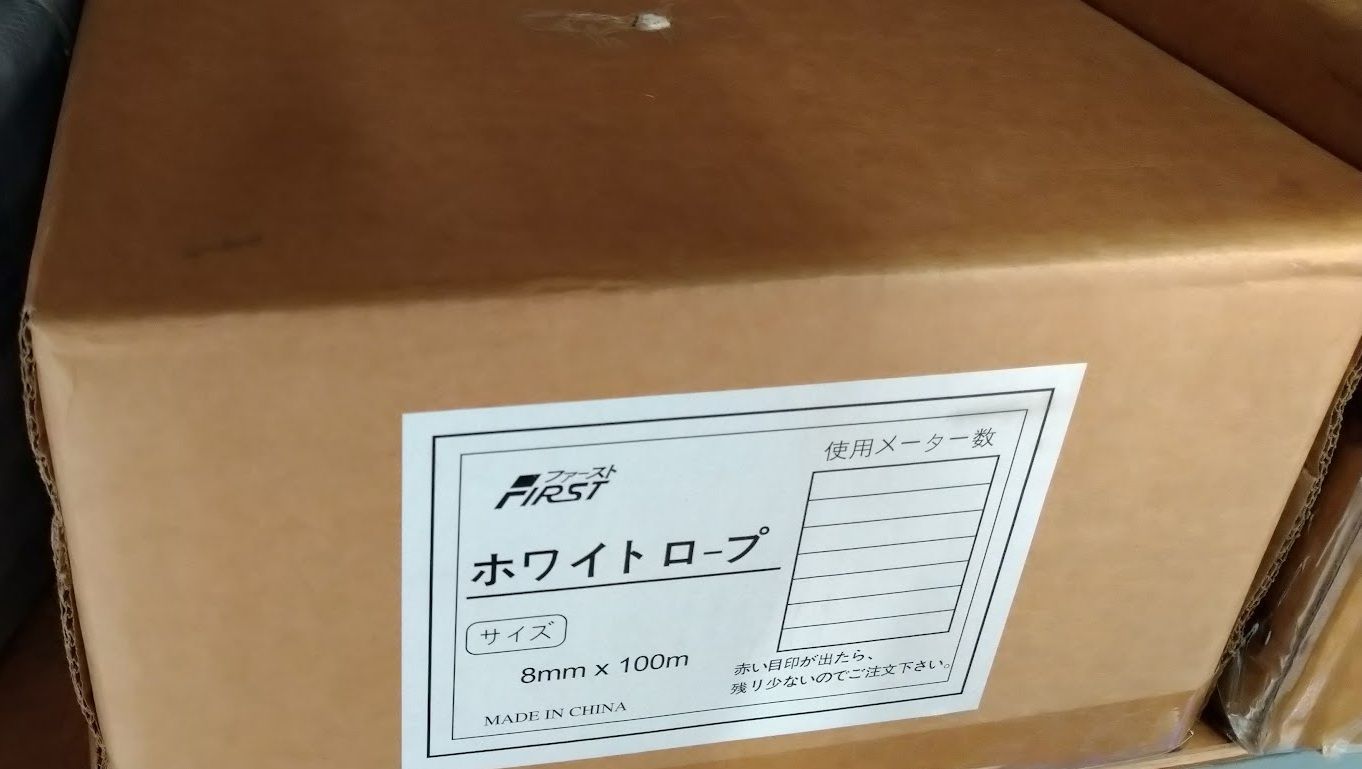 ファースト
FIRST
使用メーター数
ホワイトロープ
サイズ
8mm x 100m
赤い目印が出たら、
残り少ないのでご注文下さい。
MADE IN CHINA